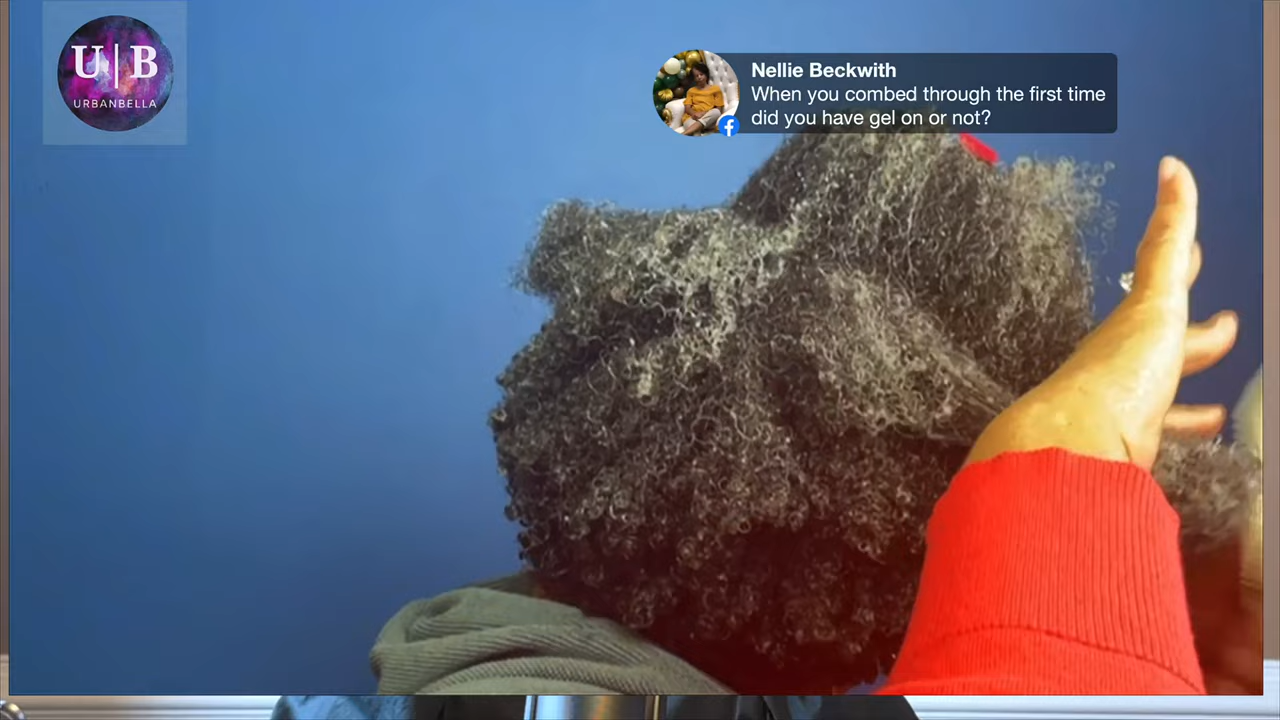 U|B
URBANBELLA
Nellie Beckwith
When you combed through the first time
did you have gel on or not?